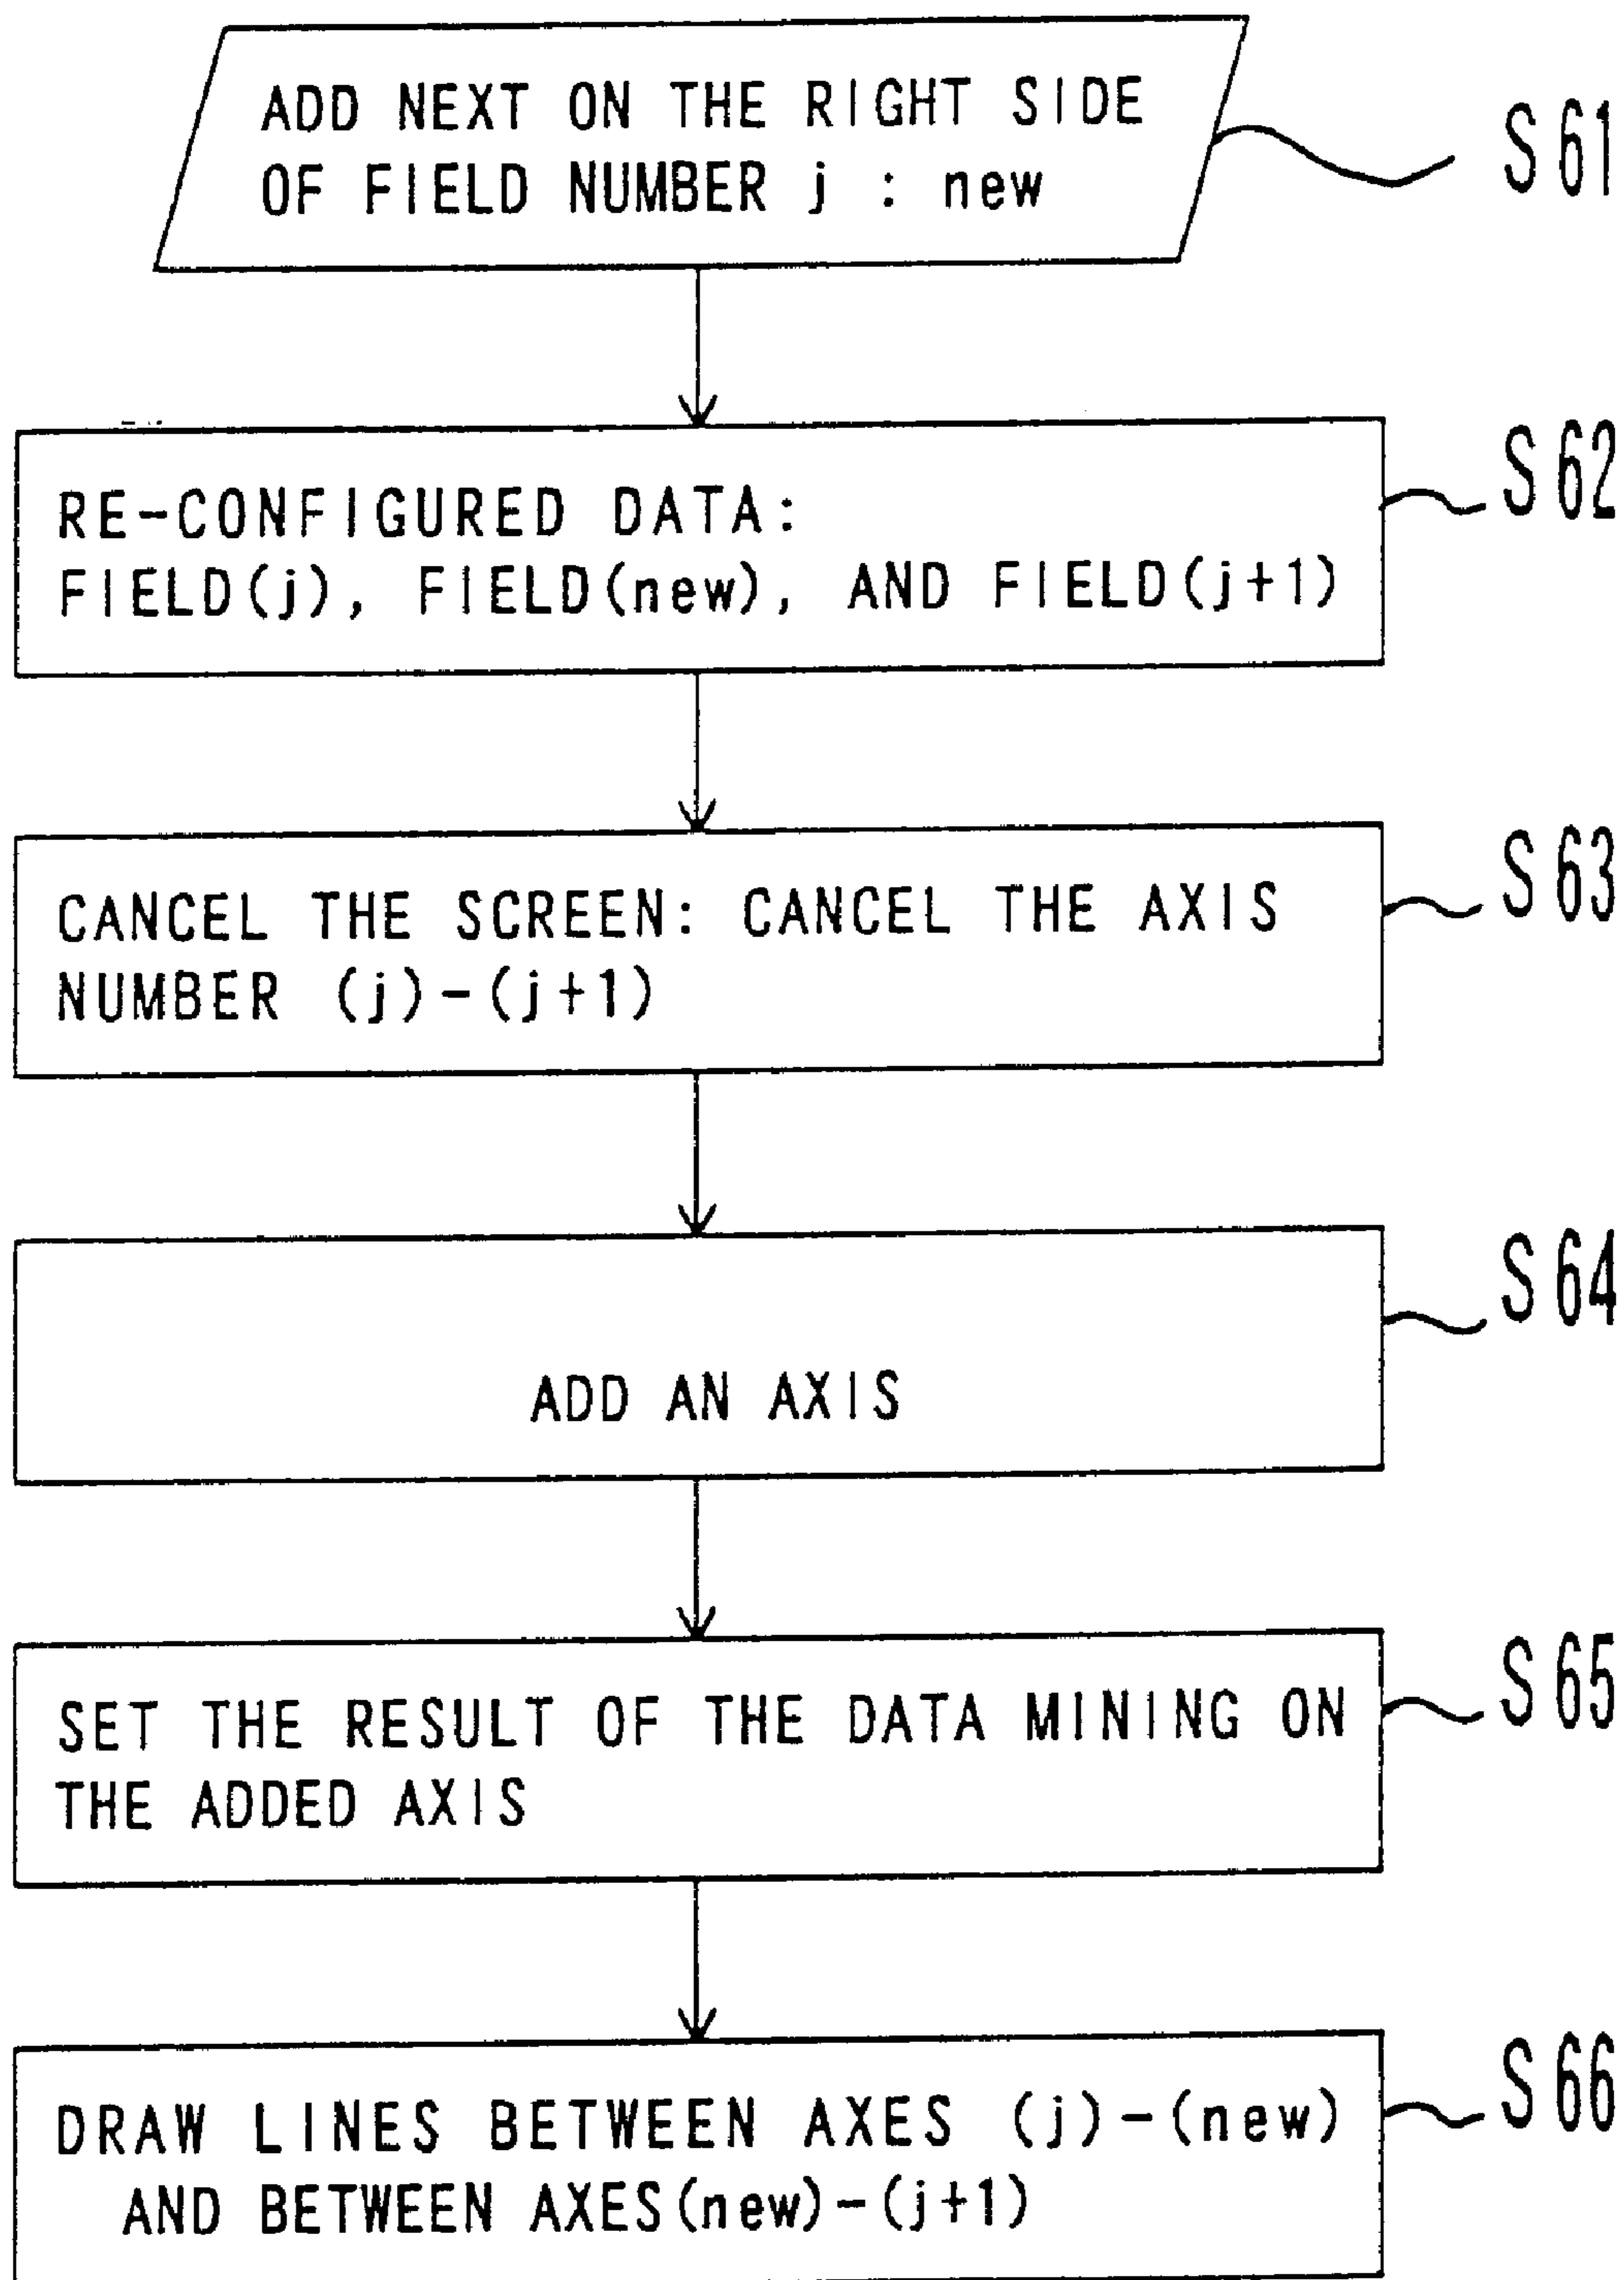 ADD NEXT ON THE RIGHT SIDE
OF FIELD NUMBER j : new
S61
RE-CONFIGURED DATA:
FIELD(j), FIELD(new), AND FIELD(j+1)
S62
CANCEL THE SCREEN: CANCEL THE AXIS
NUMBER (j)-(j+1)
S63
ADD AN AXIS
S64
SET THE RESULT OF THE DATA MINING ON
THE ADDED AXIS
S65
DRAW LINES BETWEEN AXES (j)-(new)
AND BETWEEN AXES(new)-(j+1)
S66